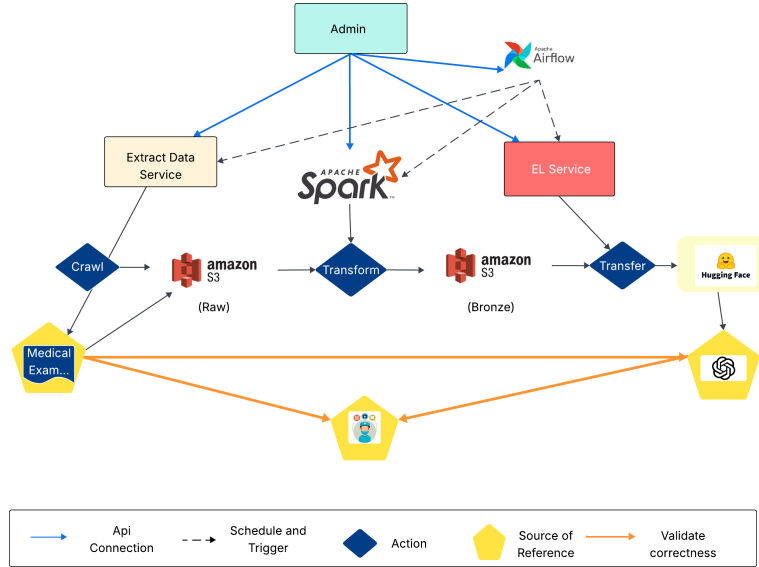 Admin
Apache
Airflow
Extract Data
Service
APACHE
Spark
TM
EL Service
Crawl
amazon
S3
(Raw)
Transform
amazon
S3
(Bronze)
Transfer
Hugging Face
Medical
Exam...
Api
Connection
Schedule and
Trigger
Action
Source of
Reference
Validate
correctness